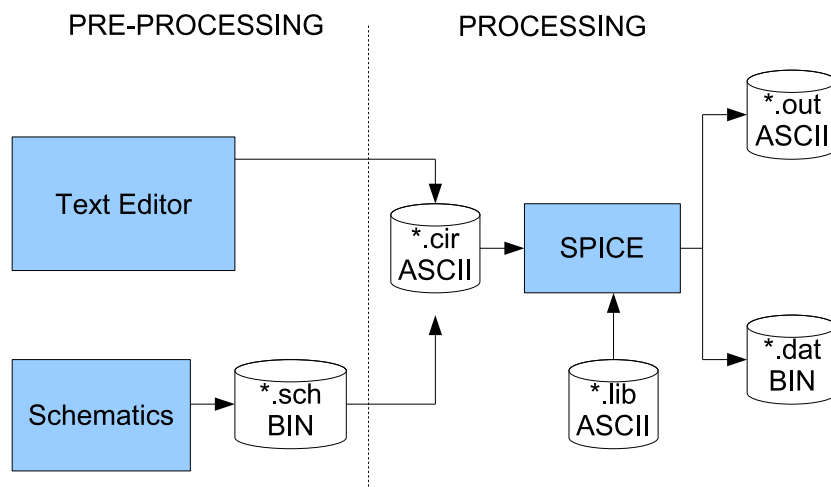 PRE-PROCESSING
PROCESSING
*.out
ASCII
Text Editor
*.cir
ASCII
SPICE
Schematics
*.sch
BIN
*.lib
ASCII
*.dat
BIN